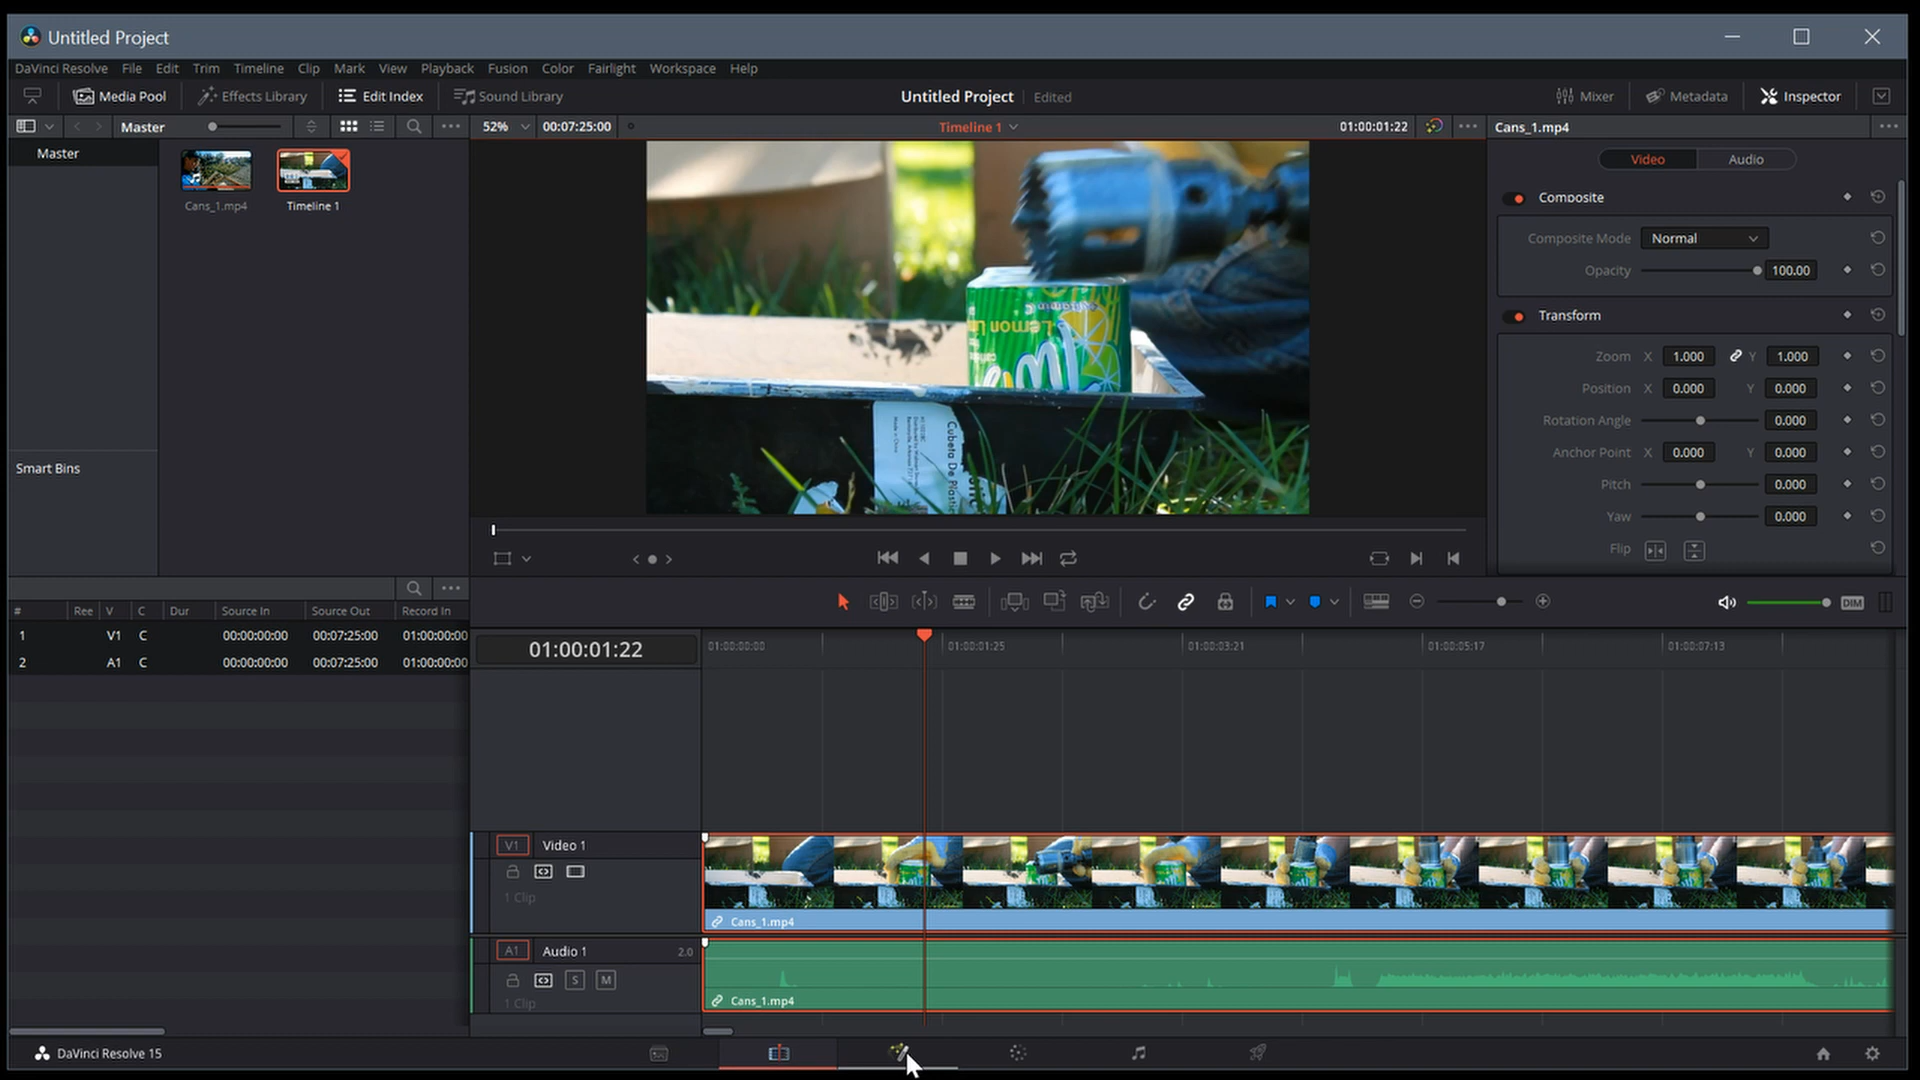 Untitled Project
DaVinci Resolve File Edit Trim Timeline Clip Mark View Playback Fusion Color Fairlight Workspace Help
Media Pool Effects Library Edit Index Sound Library Untitled Project Edited Mixer Metadata Inspector
Master 52% 00:07:25:00 Timeline 1 01:00:01:22 Cans_1.mp4
Master
Cans_1.mp4 Timeline 1
Smart Bins
Video Audio
Composite
Composite Mode Normal
Opacity 100.00
Transform
Zoom X 1.000 Y 1.000
Position X 0.000 Y 0.000
Rotation Angle 0.000
Anchor Point X 0.000 Y 0.000
Pitch 0.000
Yaw 0.000
Flip
Lemon
Cubeta De
DIM
# Ree V C Dur Source In Source Out Record In
1 V1 C 00:00:00:00 00:07:25:00 01:00:00:00
2 A1 C 00:00:00:00 00:07:25:00 01:00:00:00
01:00:01:22
01:00:00:00 01:00:01:25 01:00:03:21 01:00:05:17 01:00:07:13
V1 Video 1
1 Clip
Cans_1.mp4
A1 Audio 1 2.0
S M
1 Clip
Cans_1.mp4
DaVinci Resolve 15